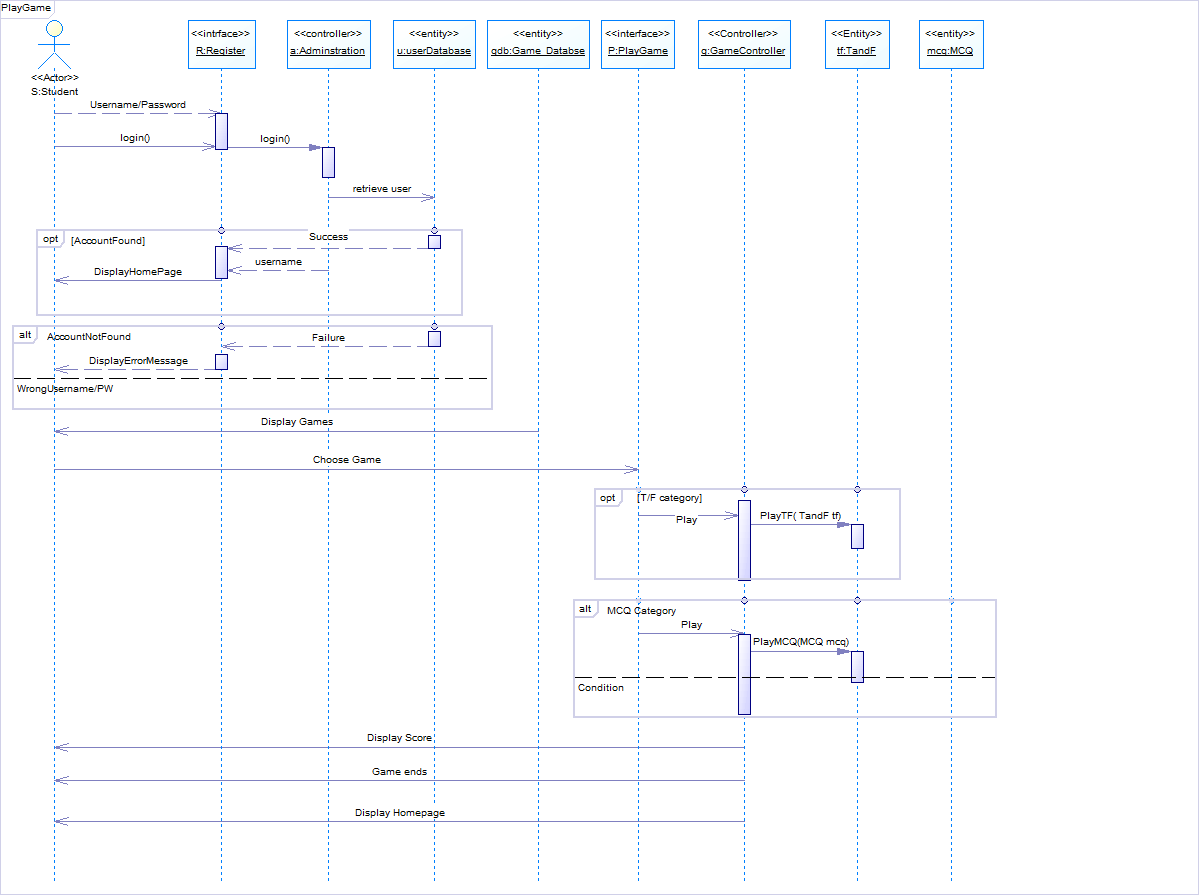 PlayGame
<<intrface>> <<controller>> <<entity>> <<entity>> <<interface>> <<Controller>> <<Entity>> <<entity>>
R:Register a:Adminstration u:userDatabase gdb:Game_Databse P:PlayGame g:GameController tf:TandF mcq:MCQ
<<Actor>>
S:Student
Username/Password
login() login()
retrieve user
opt [AccountFound] Success
username
DisplayHomePage
alt AccountNotFound Failure
DisplayErrorMessage
WrongUsername/PW
Display Games
Choose Game
opt [T/F category]
Play PlayTF( TandF tf)
alt MCQ Category
Play
PlayMCQ(MCQ mcq)
Condition
Display Score
Game ends
Display Homepage